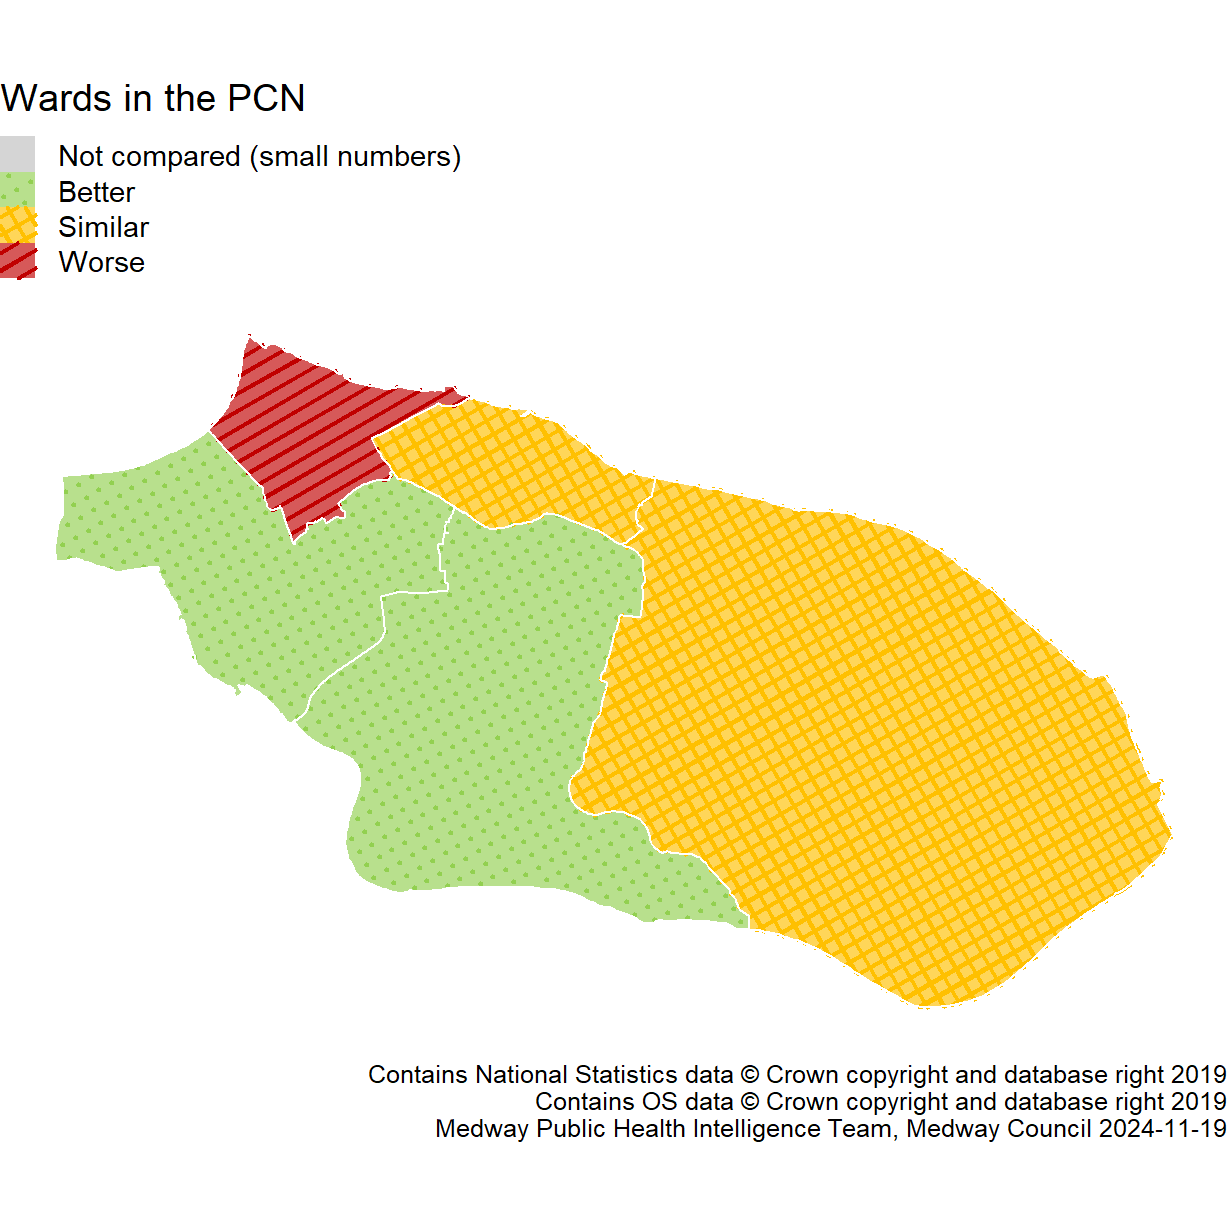 Wards in the PCN
Not compared (small numbers)
Better
Similar
Worse
Contains National Statistics data © Crown copyright and database right 2019
Contains OS data © Crown copyright and database right 2019
Medway Public Health Intelligence Team, Medway Council 2024-11-19